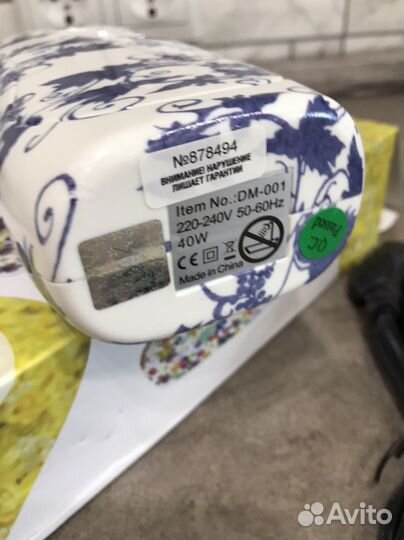 №878494
ВНИМАНИЕ! НАРУШЕНИЕ
ЛИШАЕТ ГАРАНТИИ
Item No.:DM-001
220-240V 50-60Hz
40W
CE
Made in China
QC
Passed
Avito